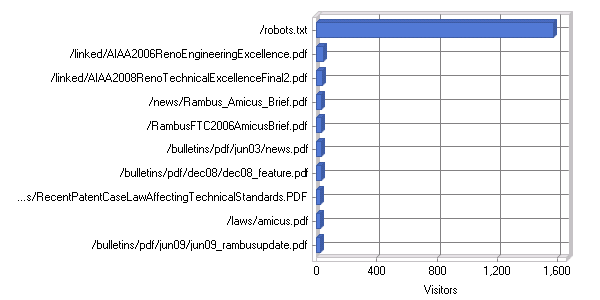 /robots.txt
/linked/AIAA2006RenoEngineeringExcellence.pdf
/linked/AIAA2008RenoTechnicalExcellenceFinal2.pdf
/news/Rambus_Amicus_Brief.pdf
/RambusFTC2006AmicusBrief.pdf
/bulletins/pdf/jun03/news.pdf
/bulletins/pdf/dec08/dec08_feature.pdf
...s/RecentPatentCaseLawAffectingTechnicalStandards.PDF
/laws/amicus.pdf
/bulletins/pdf/jun09/jun09_rambusupdate.pdf
0 400 800 1,200 1,600
Visitors